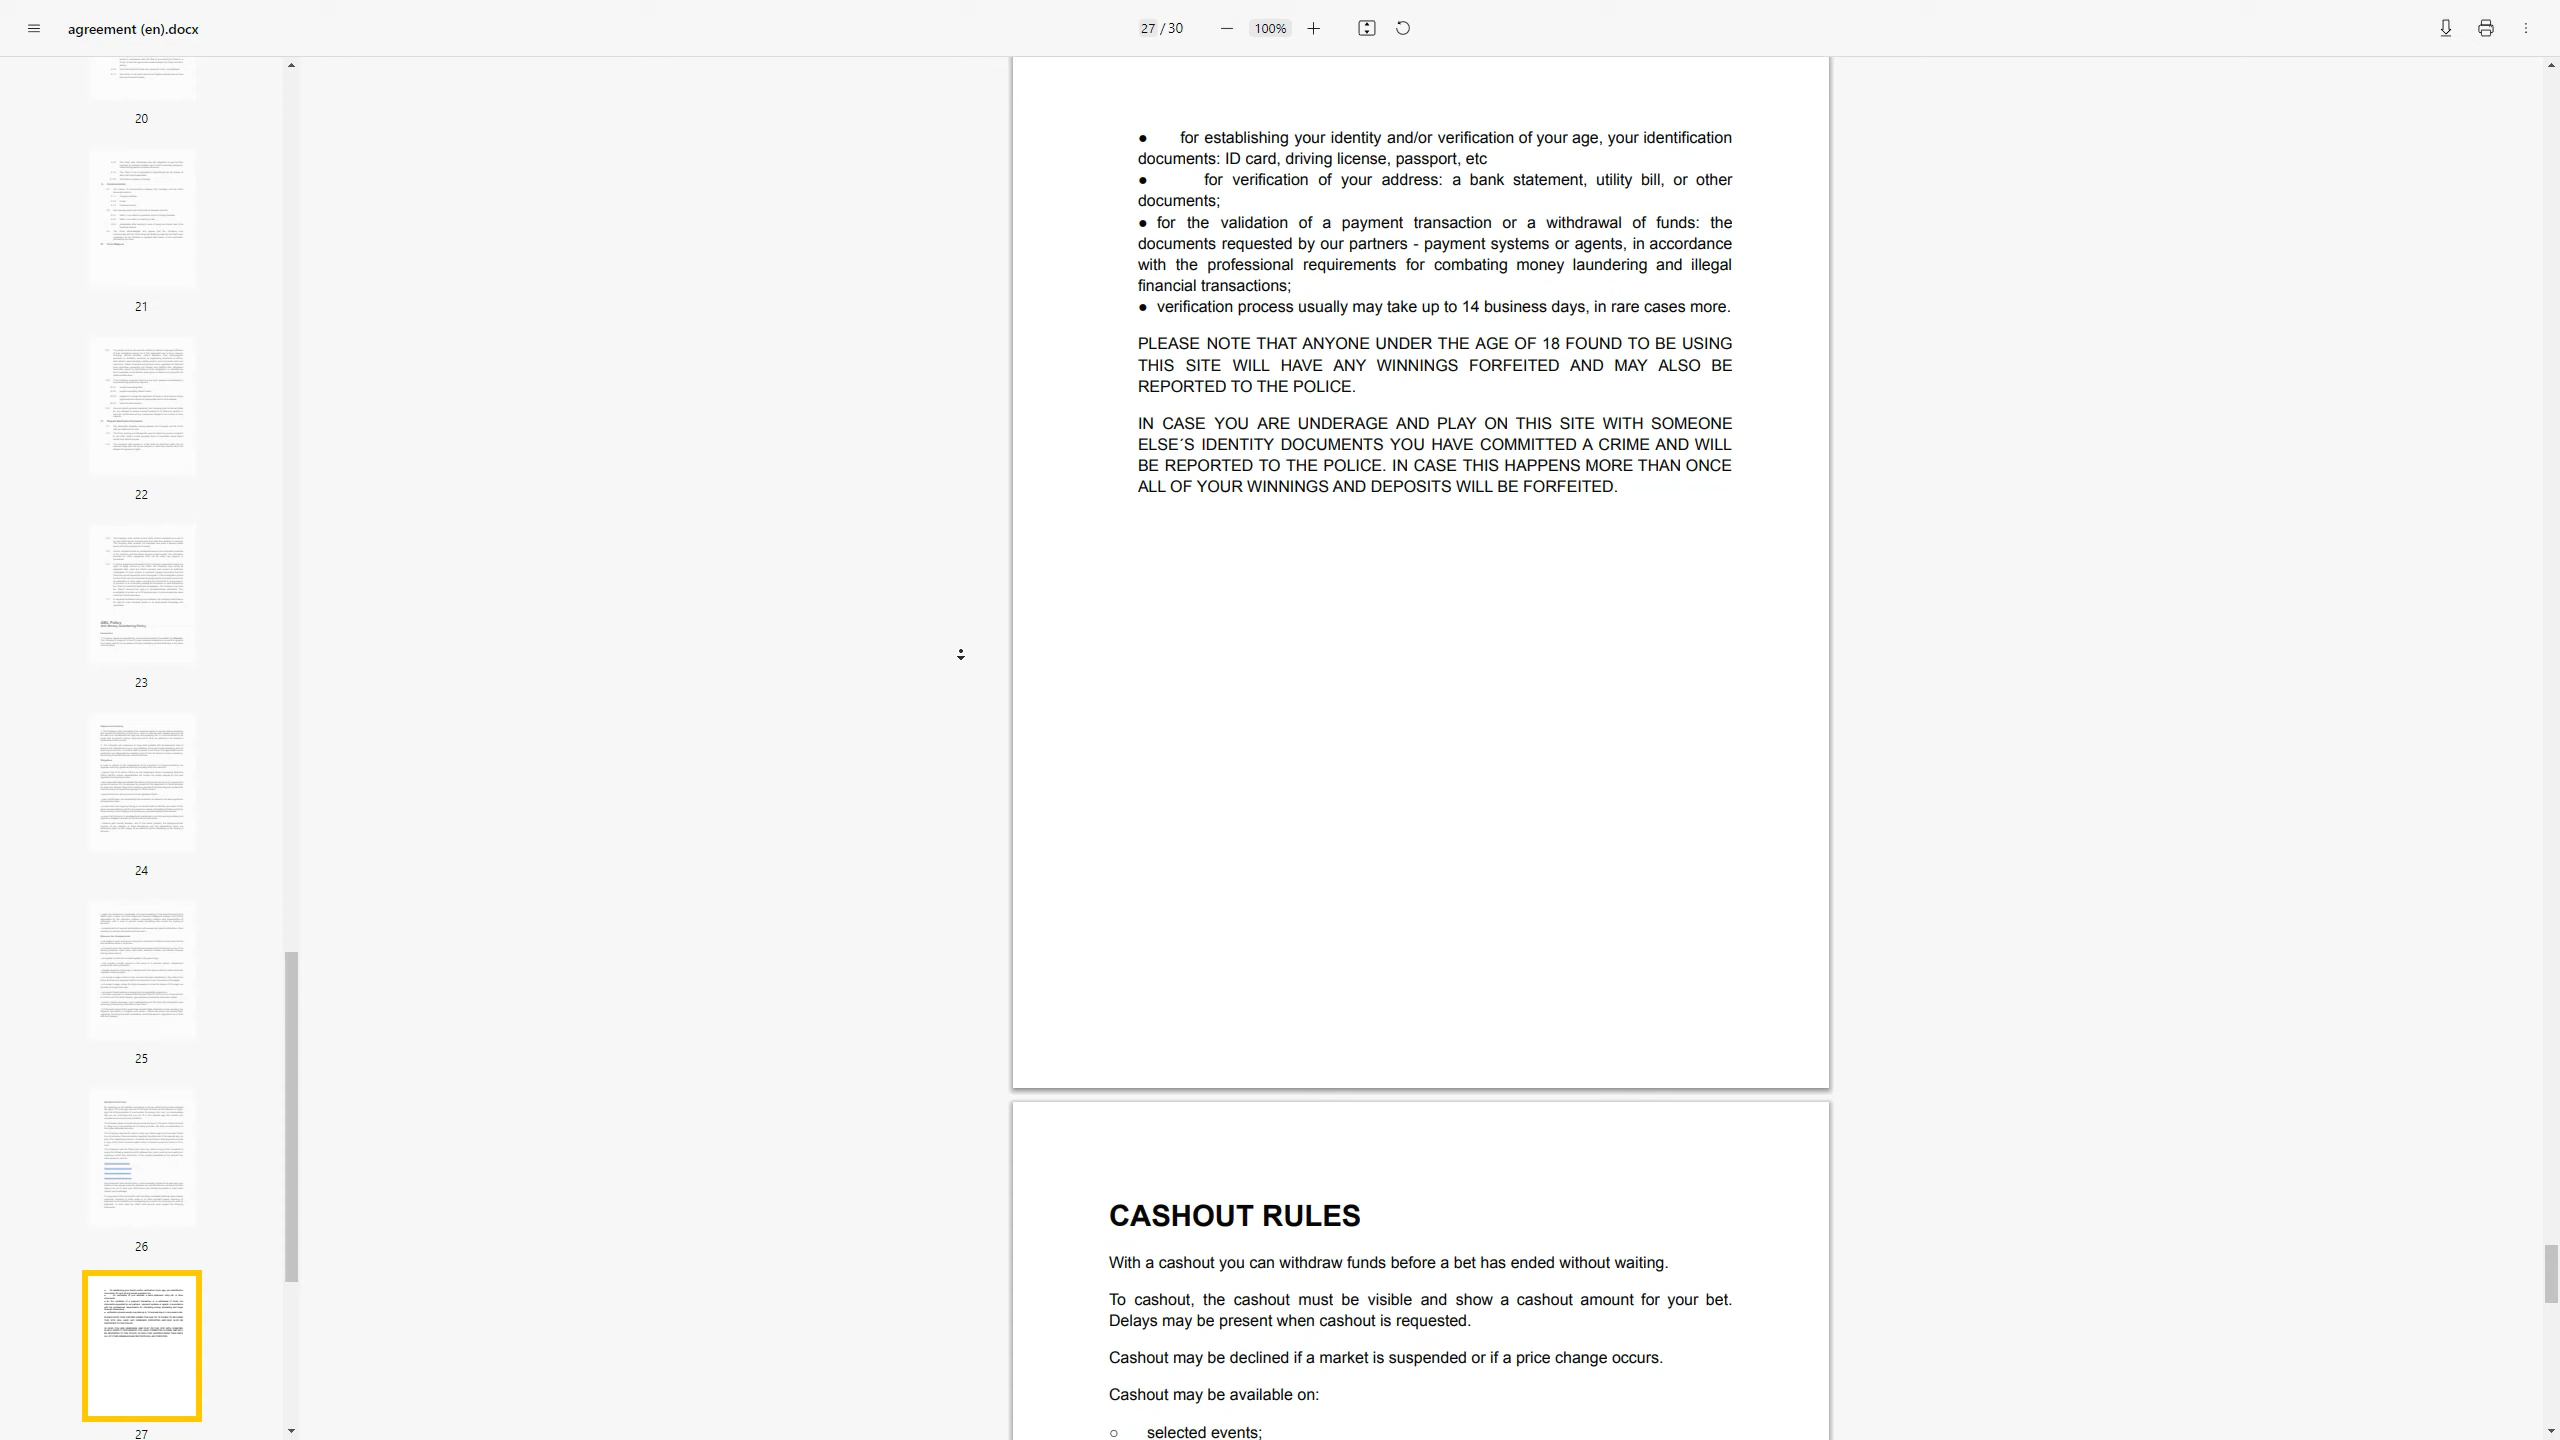 agreement (en).docx
27 / 30
100%
20
21
22
23
24
25
26
27
● for establishing your identity and/or verification of your age, your identification
documents: ID card, driving license, passport, etc
● for verification of your address: a bank statement, utility bill, or other
documents;
● for the validation of a payment transaction or a withdrawal of funds: the
documents requested by our partners - payment systems or agents, in accordance
with the professional requirements for combating money laundering and illegal
financial transactions;
● verification process usually may take up to 14 business days, in rare cases more.
PLEASE NOTE THAT ANYONE UNDER THE AGE OF 18 FOUND TO BE USING
THIS SITE WILL HAVE ANY WINNINGS FORFEITED AND MAY ALSO BE
REPORTED TO THE POLICE.
IN CASE YOU ARE UNDERAGE AND PLAY ON THIS SITE WITH SOMEONE
ELSE´S IDENTITY DOCUMENTS YOU HAVE COMMITTED A CRIME AND WILL
BE REPORTED TO THE POLICE. IN CASE THIS HAPPENS MORE THAN ONCE
ALL OF YOUR WINNINGS AND DEPOSITS WILL BE FORFEITED.
CASHOUT RULES
With a cashout you can withdraw funds before a bet has ended without waiting.
To cashout, the cashout must be visible and show a cashout amount for your bet.
Delays may be present when cashout is requested.
Cashout may be declined if a market is suspended or if a price change occurs.
Cashout may be available on:
○ selected events;